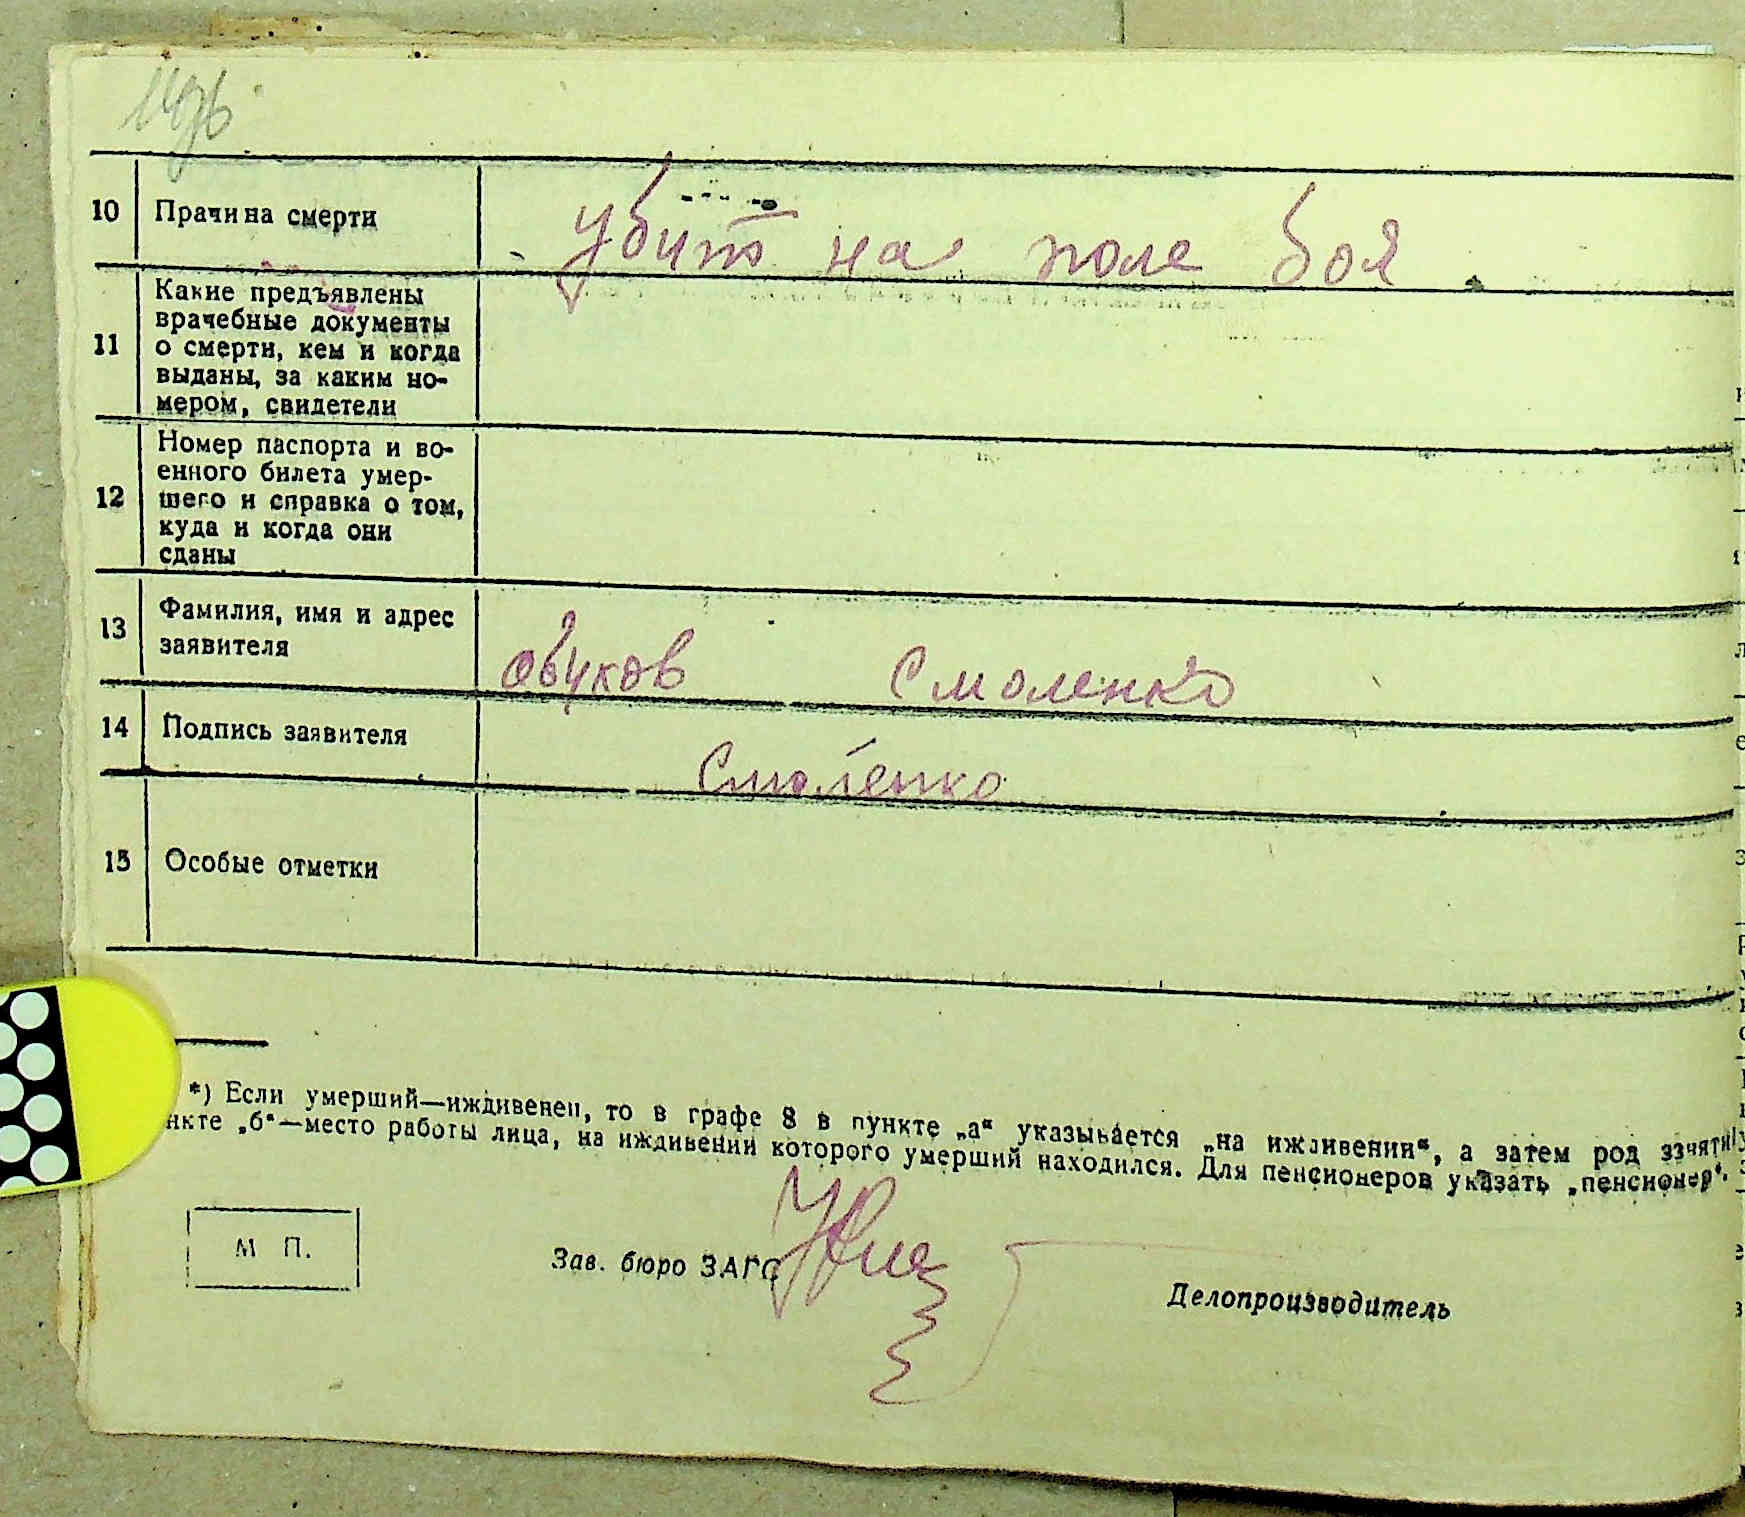 10 Прачина смерти убит на поле боя
11 Какие предъявлены
врачебные документы
о смерти, кем и когда
выданы, за каким но-
мером, свидетели
12 Номер паспорта и во-
енного билета умер-
шего и справка о том,
куда и когда они
сданы
13 Фамилия, имя и адрес
заявителя
Смоленко
14 Подпись заявителя Смоленко
15 Особые отметки
*) Если умерший—иждивенец, то в графе 8 в пункте „а“ указывается „на иждивении“, а затем род
нкте „б“—место работы лица, на иждивении которого умерший находился. Для пенсионеров указать „пенсионер“.
М П.
Зав. бюро ЗАГС
Делопроизводитель